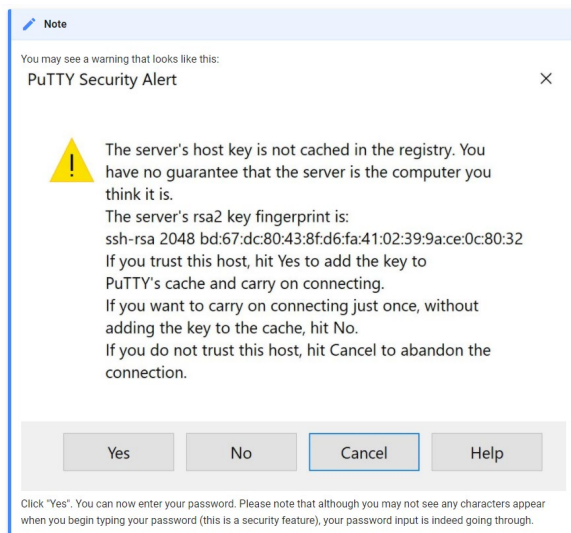 Note
You may see a warning that looks like this:
PuTTY Security Alert
The server's host key is not cached in the registry. You
have no guarantee that the server is the computer you
think it is.
The server's rsa2 key fingerprint is:
ssh-rsa 2048 bd:67:dc:80:43:8f:d6:fa:41:02:39:9a:ce:0c:80:32
If you trust this host, hit Yes to add the key to
PuTTY's cache and carry on connecting.
If you want to carry on connecting just once, without
adding the key to the cache, hit No.
If you do not trust this host, hit Cancel to abandon the
connection.
Yes No Cancel Help
Click "Yes". You can now enter your password. Please note that although you may not see any characters appear
when you begin typing your password (this is a security feature), your password input is indeed going through.